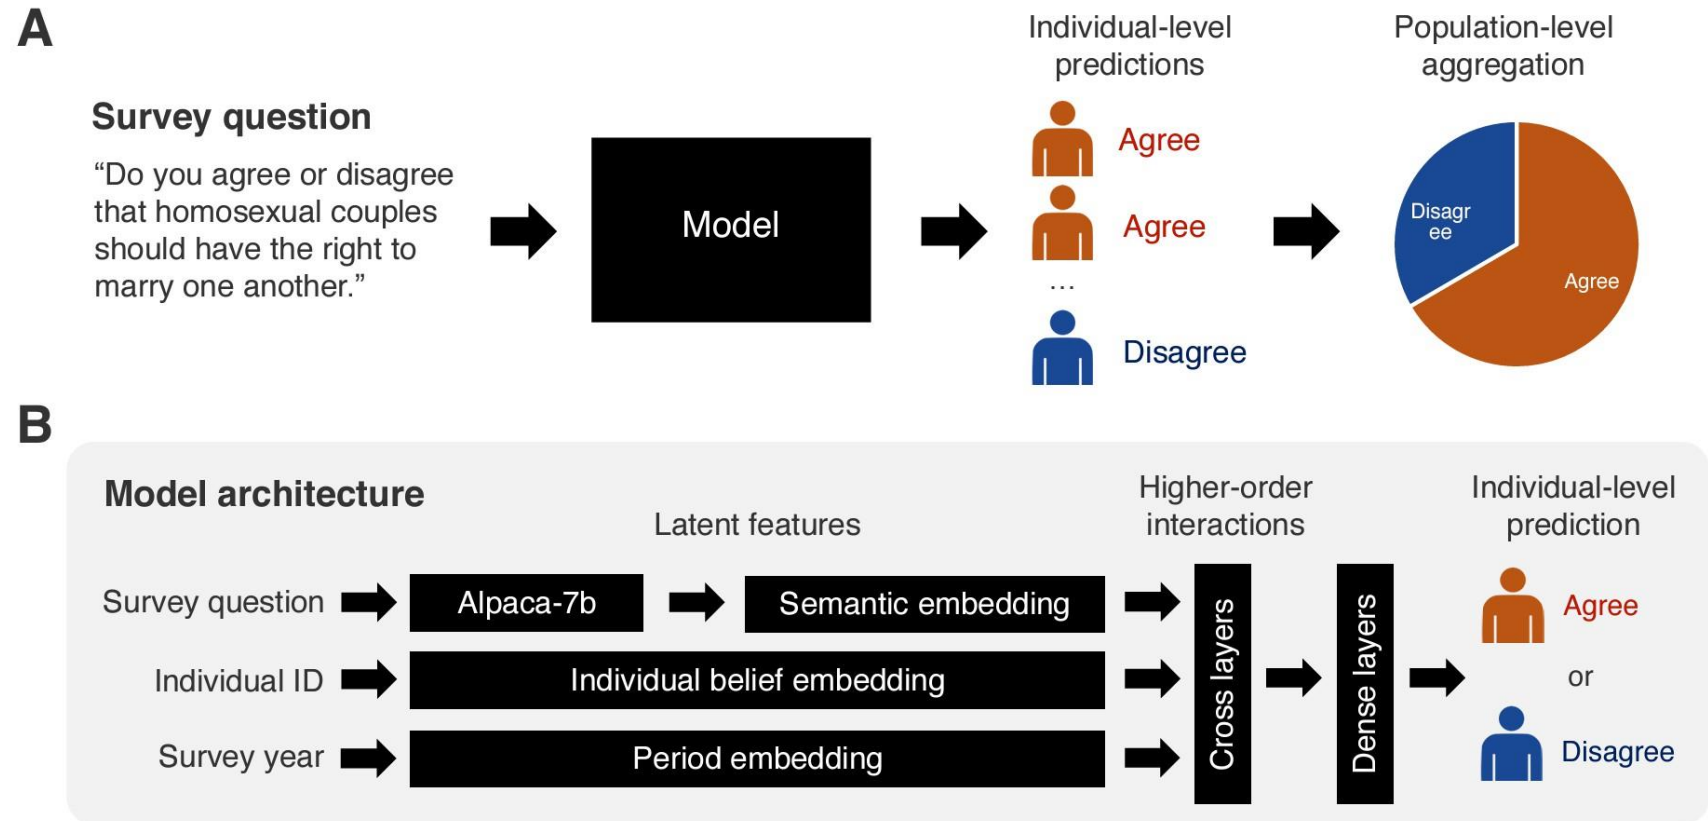 A
Survey question
“Do you agree or disagree
that homosexual couples
should have the right to
marry one another.”
Model
Individual-level
predictions
Agree
Agree
...
Disagree
Population-level
aggregation
Disagr
ee
Agree
B
Model architecture
Latent features
Higher-order
interactions
Individual-level
prediction
Survey question
Alpaca-7b
Semantic embedding
Individual ID
Individual belief embedding
Survey year
Period embedding
Cross layers
Dense layers
Agree
or
Disagree